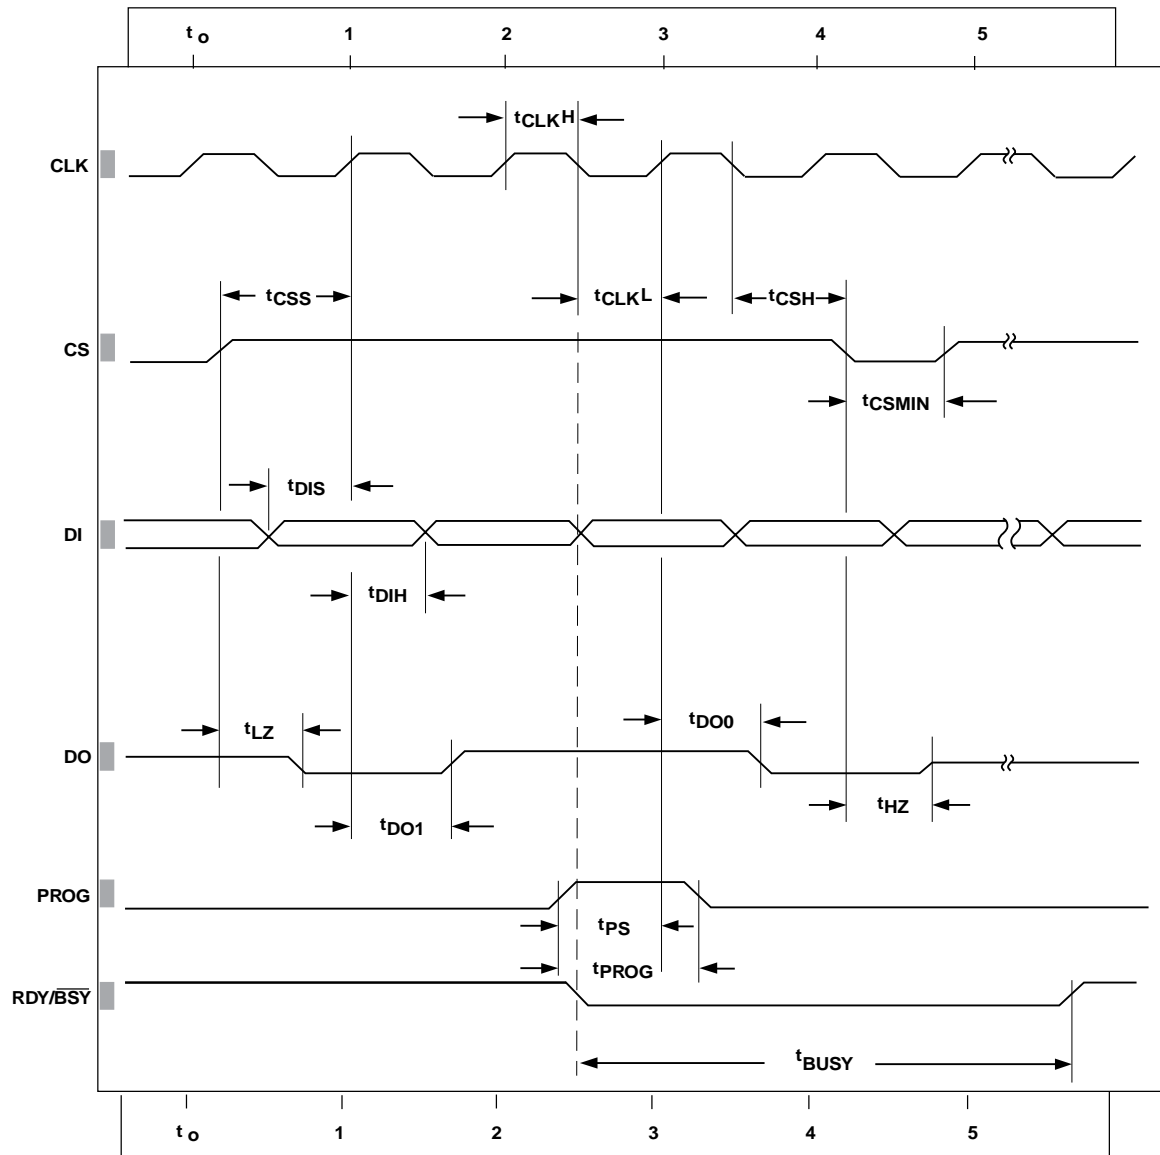 t o 1 2 3 4 5
tCLKH
CLK
tCSS tCLKL tCSH
CS
tCSMIN
tDIS
DI
tDIH
tDO0
tLZ
DO
tHZ
tDO1
PROG
tPS
tPROG
RDY/BSY
tBUSY
t o 1 2 3 4 5